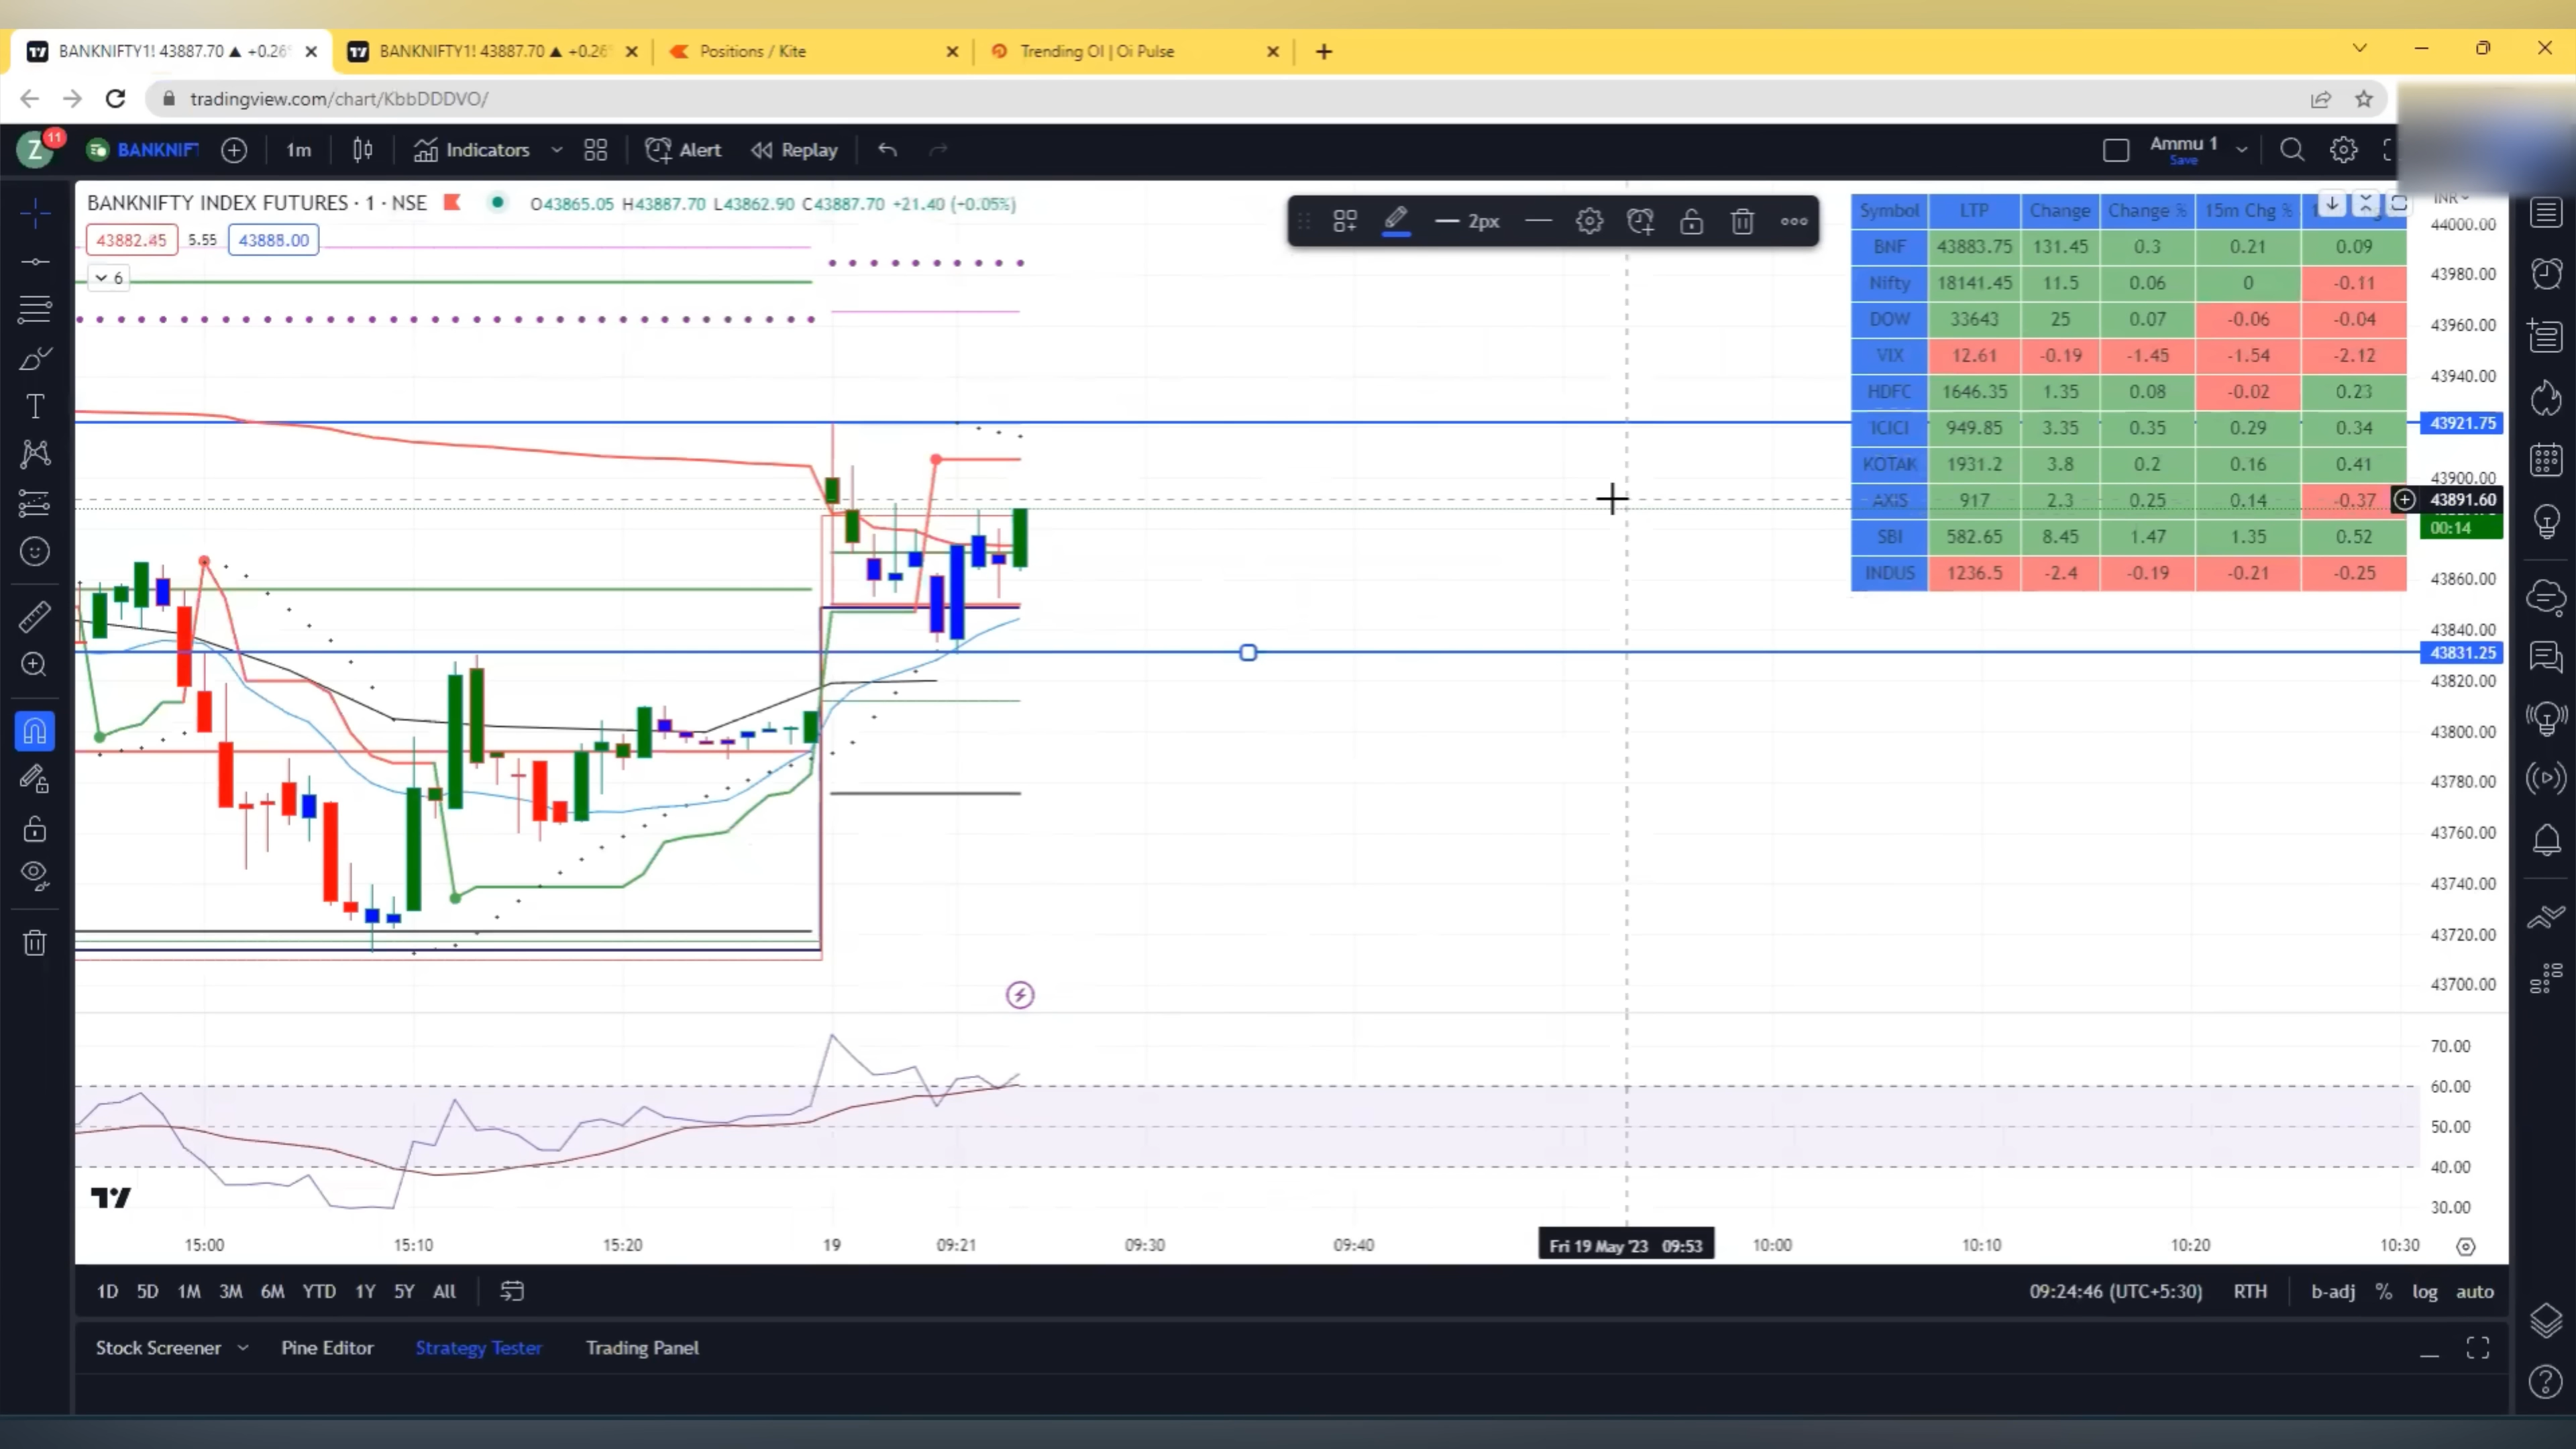 BANKNIFTY1! 43887.70 ▲ +0.26
BANKNIFTY1! 43887.70 ▲ +0.26
Positions / Kite
Trending OI | Oi Pulse
tradingview.com/chart/KbbDDDVO/
Z
11
BANKNIF
1m
Indicators
Alert
Replay
Ammu 1
Save
BANKNIFTY INDEX FUTURES · 1 · NSE
O43865.05 H43887.70 L43862.90 C43887.70 +21.40 (+0.05%)
43882.45 5.55 43888.00
6
2px
Symbol LTP Change Change % 15m Chg %
BNF 43883.75 131.45 0.3 0.21 0.09
Nifty 18141.45 11.5 0.06 0 -0.11
DOW 33643 25 0.07 -0.06 -0.04
VIX 12.61 -0.19 -1.45 -1.54 -2.12
HDFC 1646.35 1.35 0.08 -0.02 0.23
ICICI 949.85 3.35 0.35 0.29 0.34
KOTAK 1931.2 3.8 0.2 0.16 0.41
AXIS 917 2.3 0.25 0.14 -0.37
SBI 582.65 8.45 1.47 1.35 0.52
INDUS 1236.5 -2.4 -0.19 -0.21 -0.25
INR
44000.00
43980.00
43960.00
43940.00
43921.75
43900.00
43891.60
00:14
43860.00
43840.00
43831.25
43820.00
43800.00
43780.00
43760.00
43740.00
43720.00
43700.00
70.00
60.00
50.00
40.00
30.00
15:00 15:10 15:20 19 09:21 09:30 09:40 Fri 19 May '23 09:53 10:00 10:10 10:20 10:30
1D 5D 1M 3M 6M YTD 1Y 5Y All
09:24:46 (UTC+5:30) RTH b-adj % log auto
Stock Screener Pine Editor Strategy Tester Trading Panel